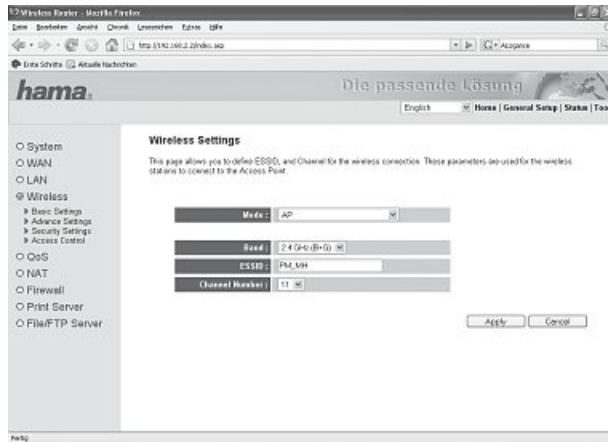 Wireless Router - Mozilla Firefox
Datei Bearbeiten Ansicht Chronik Lesezeichen Extras Hilfe
Erste Schritte Aktuelle Nachrichten
hama.
Die passende Lösung
English Home | General Setup | Status |
System
WAN
LAN
Wireless
Basic Settings
Advance Settings
Security Settings
Access Control
QoS
NAT
Firewall
Print Server
File/FTP Server
Wireless Settings
This page allows you to define ESSID, and Channel for the wireless connection. These parameters are used for the wireless
stations to connect to the Access Point.
Mode : AP
Band : 2.4 GHz (B+G)
ESSID : PM_MH
Channel Number : 11
Apply Cancel
Fertig